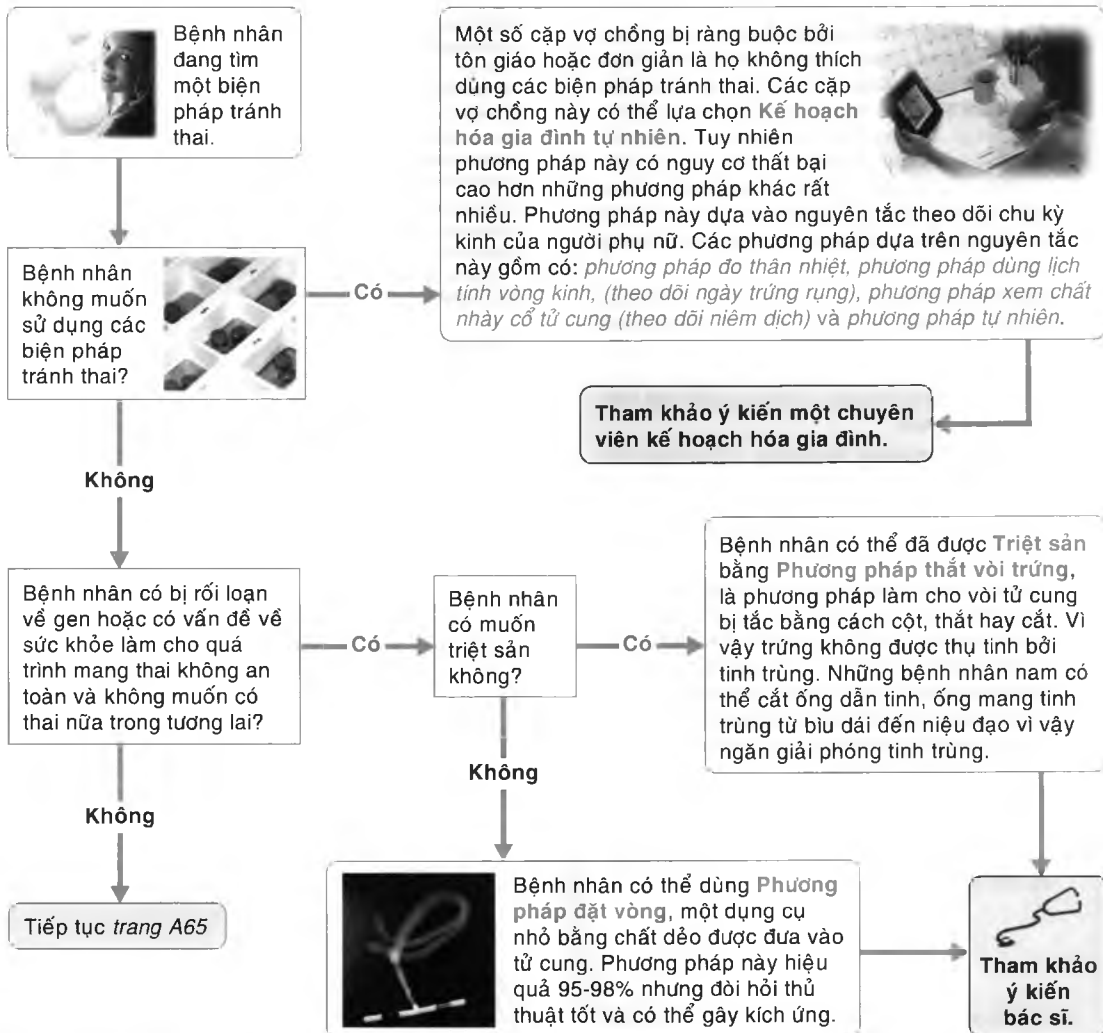 Bệnh nhân
đang tìm
một biện
pháp tránh
thai.
Một số cặp vợ chồng bị ràng buộc bởi
tôn giáo hoặc đơn giản là họ không thích
dùng các biện pháp tránh thai. Các cặp
vợ chồng này có thể lựa chọn Kế hoạch
hóa gia đình tự nhiên. Tuy nhiên
phương pháp này có nguy cơ thất bại
cao hơn những phương pháp khác rất
nhiều. Phương pháp này dựa vào nguyên tắc theo dõi chu kỳ
kinh của người phụ nữ. Các phương pháp dựa trên nguyên tắc
này gồm có: phương pháp đo thân nhiệt, phương pháp dùng lịch
tính vòng kinh, (theo dõi ngày trứng rụng), phương pháp xem chất
nhày cổ tử cung (theo dõi niêm dịch) và phương pháp tự nhiên.
Bệnh nhân
không muốn
sử dụng các
biện pháp
tránh thai?
Có
Tham khảo ý kiến một chuyên
viên kế hoạch hóa gia đình.
Không
Bệnh nhân có bị rối loạn
về gen hoặc có vấn đề về
sức khỏe làm cho quá
trình mang thai không an
toàn và không muốn có
thai nữa trong tương lai?
Có
Bệnh nhân
có muốn
triệt sản
không?
Có
Bệnh nhân có thể đã được Triệt sản
bằng Phương pháp thắt vòi trứng,
là phương pháp làm cho vòi tử cung
bị tắc bằng cách cột, thắt hay cắt. Vì
vậy trứng không được thụ tinh bởi
tinh trùng. Những bệnh nhân nam có
thể cắt ống dẫn tinh, ống mang tinh
trùng từ bìu dái đến niệu đạo vì vậy
ngăn giải phóng tinh trùng.
Không
Không
Tiếp tục trang A65
Bệnh nhân có thể dùng Phương
pháp đặt vòng, một dụng cụ
nhỏ bằng chất dẻo được đưa vào
tử cung. Phương pháp này hiệu
quả 95-98% nhưng đòi hỏi thủ
thuật tốt và có thể gây kích ứng.
Tham khảo
ý kiến
bác sĩ.